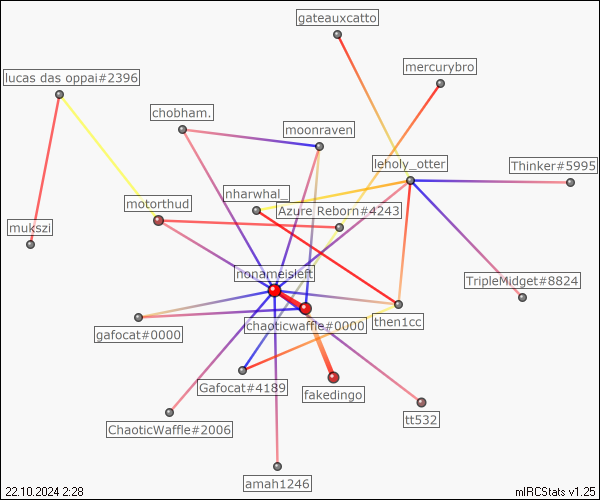 gateauxcatto
mercurybro
lucas das oppai#2396
chobham.
moonraven
leholy_otter
Thinker#5995
nharwhal_
motorthud
Azure Reborn#4243
mukszi
nonameisleft
TripleMidget#8824
chaoticwaffle#0000
then1cc
gafocat#0000
Gafocat#4189
fakedingo
tt532
ChaoticWaffle#2006
amah1246
22.10.2024 2:28
mIRCStats v1.25